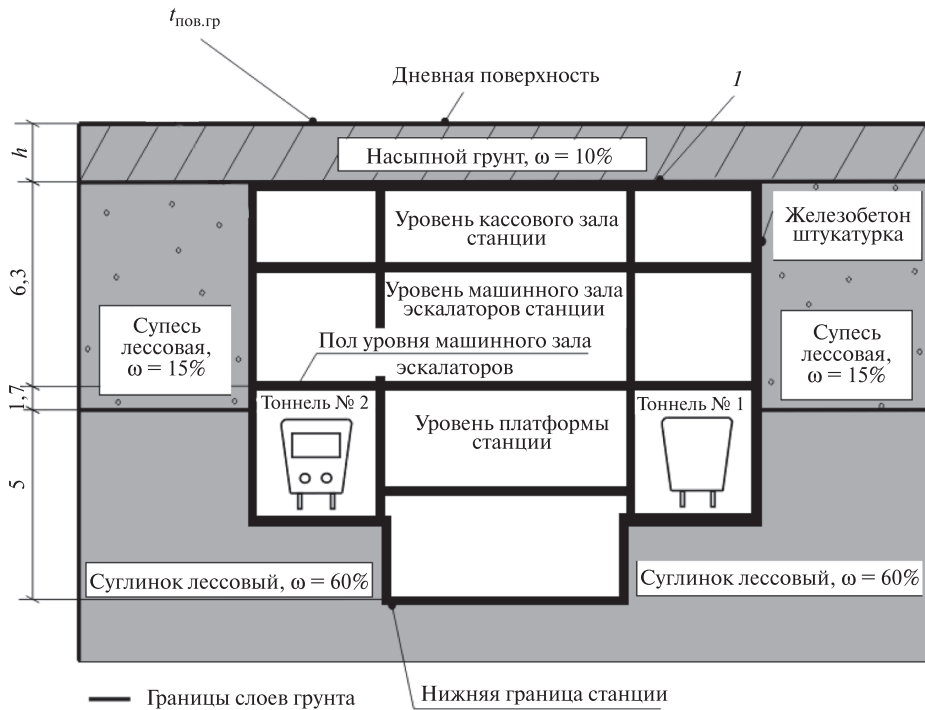 tпов.гр
Дневная поверхность
1
h
Насыпной грунт, ω = 10%
Уровень кассового зала
станции
Железобетон
штукатурка
6,3
Уровень машинного зала
эскалаторов станции
Супесь
лессовая,
ω = 15%
Супесь
лессовая,
ω = 15%
Пол уровня машинного зала
эскалаторов
1,7
Тоннель № 2
Тоннель № 1
Уровень платформы
станции
5
Суглинок лессовый, ω = 60%
Суглинок лессовый, ω = 60%
Границы слоев грунта
Нижняя граница станции